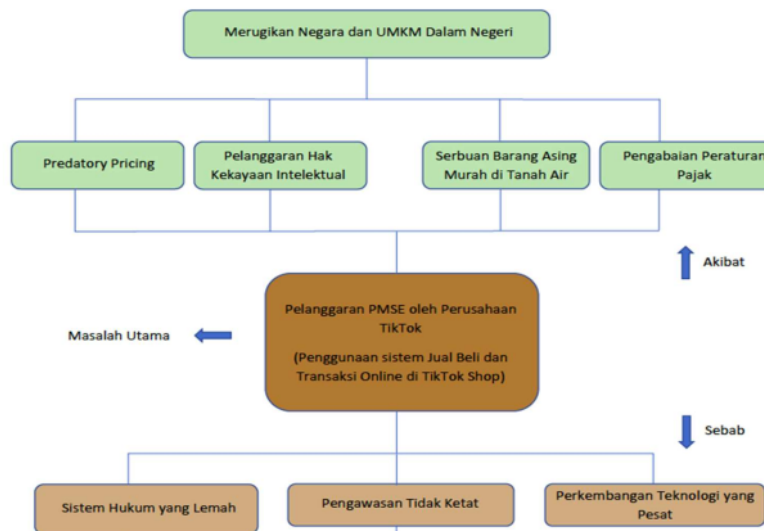 Merugikan Negara dan UMKM Dalam Negeri
Predatory Pricing
Pelanggaran Hak
Kekayaan Intelektual
Serbuan Barang Asing
Murah di Tanah Air
Pengabaian Peraturan
Pajak
Akibat
Pelanggaran PMSE oleh Perusahaan
TikTok
(Penggunaan sistem Jual Beli dan
Transaksi Online di TikTok Shop)
Masalah Utama
Sebab
Sistem Hukum yang Lemah
Pengawasan Tidak Ketat
Perkembangan Teknologi yang
Pesat